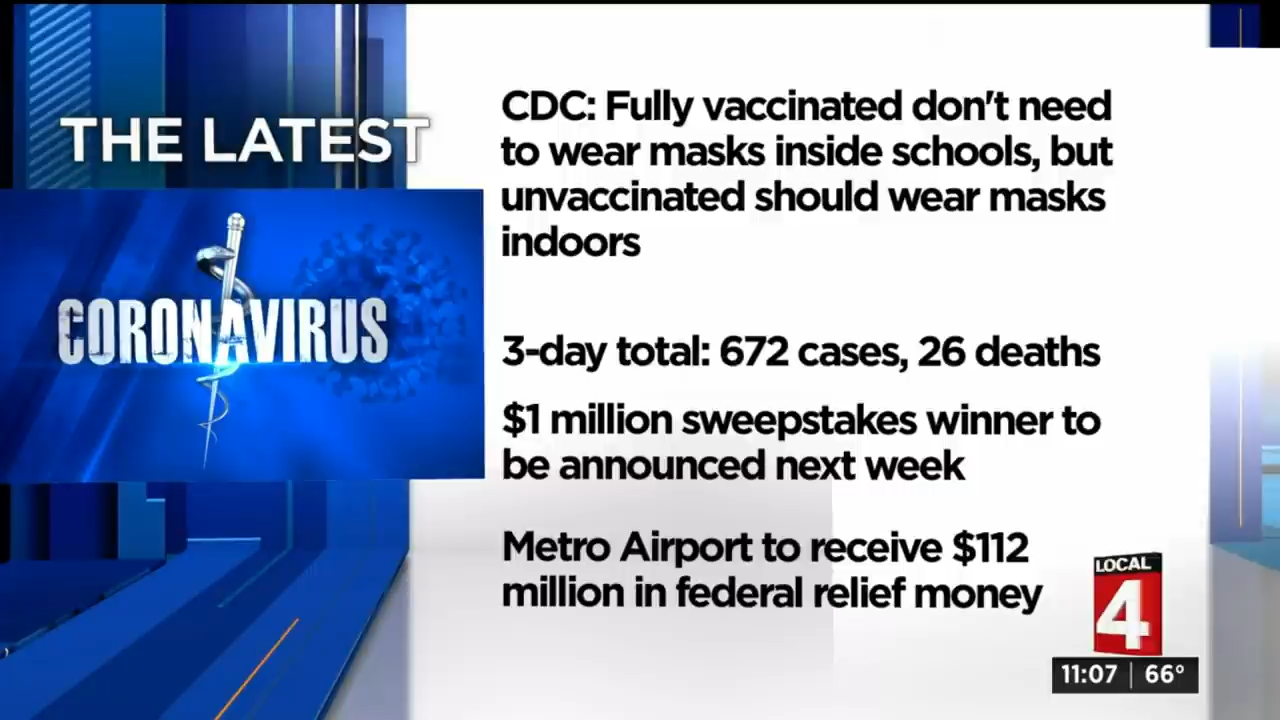 THE LATEST
CORONAVIRUS
CDC: Fully vaccinated don't need
to wear masks inside schools, but
unvaccinated should wear masks
indoors
3-day total: 672 cases, 26 deaths
$1 million sweepstakes winner to
be announced next week
Metro Airport to receive $112
million in federal relief money
LOCAL
4
11:07 | 66°